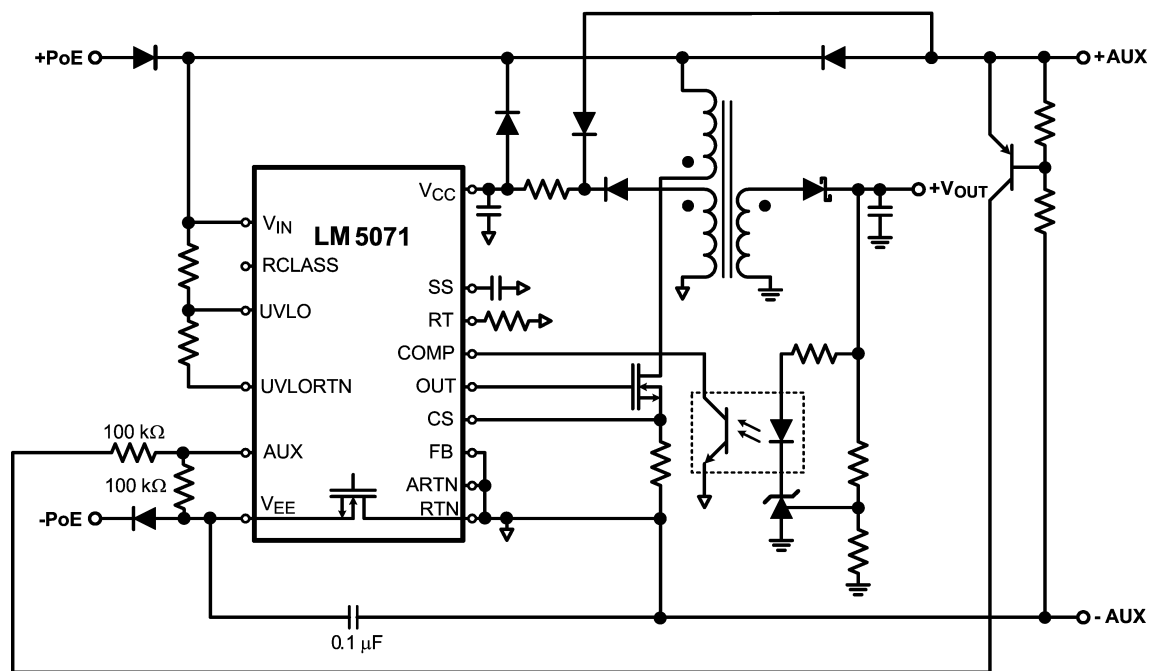 +PoE
+AUX
VCC
+VOUT
LM5071
VIN
RCLASS
SS
UVLO
RT
COMP
UVLORTN
OUT
CS
100 kΩ
AUX
FB
100 kΩ
ARTN
VEE
RTN
-PoE
- AUX
0.1 μF